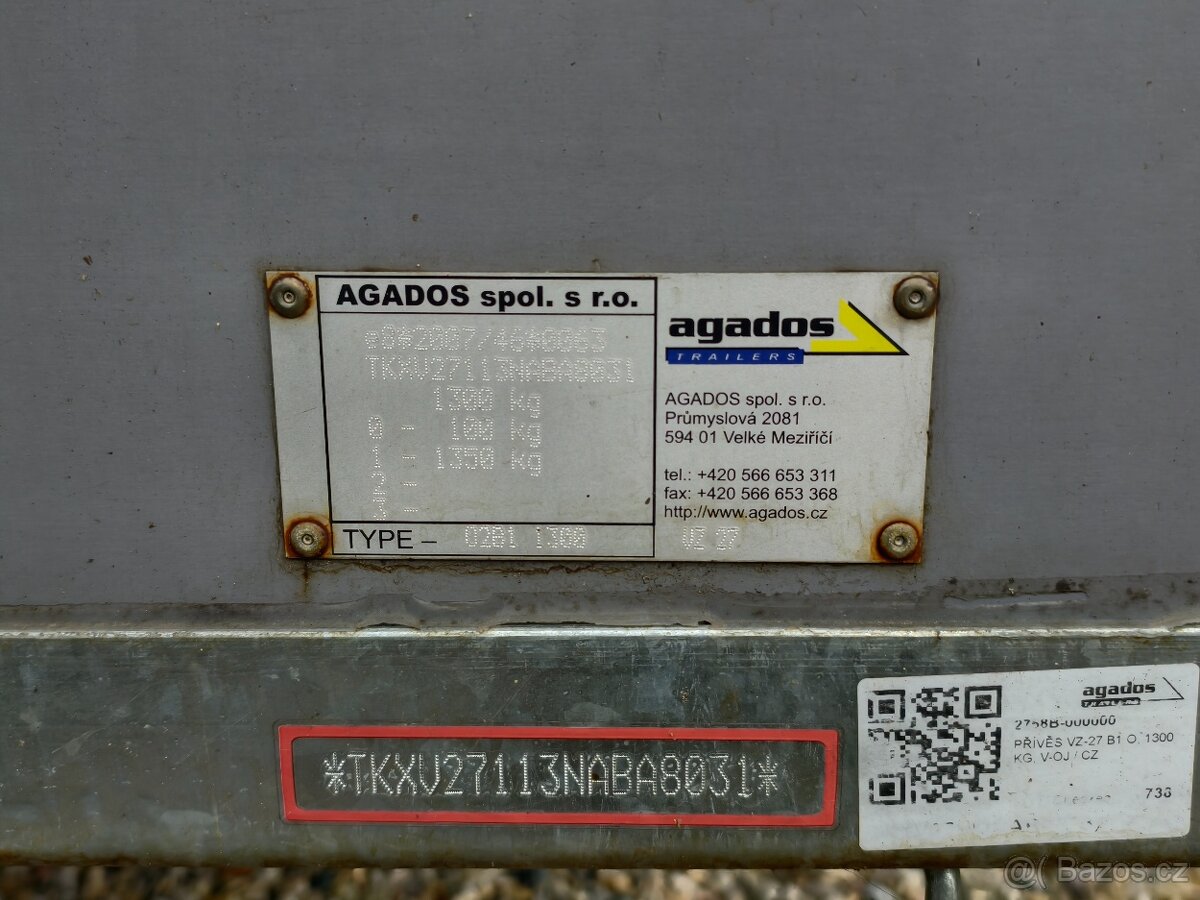 AGADOS spol. s r.o.
e9*2007/46*0063
TKXV27113NABA8031
1300 kg
0 - 100 kg
1 - 1350 kg
2 -
3 -
TYPE – 02B1 1300
agados
TRAILERS
AGADOS spol. s r.o.
Průmyslová 2081
594 01 Velké Meziříčí
tel.: +420 566 653 311
fax: +420 566 653 368
http://www.agados.cz
VZ 27
*TKXV27113NABA8031*
agados
TRAILERS
PŘÍVĚS VZ-27 B1 O, 1300
KG, V-OJ / CZ
736
Bazos.cz